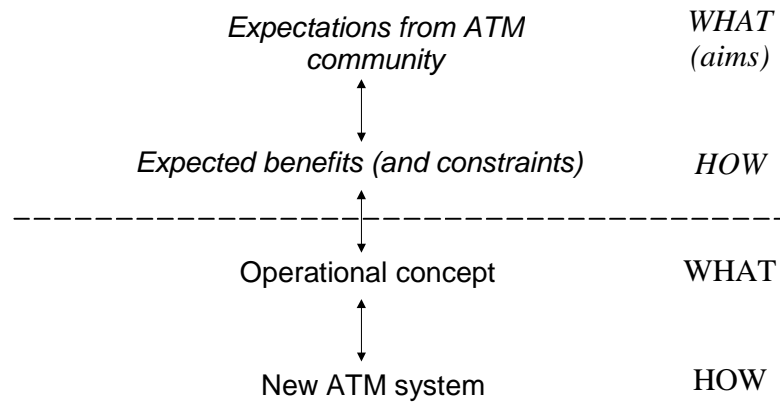 Expectations from ATM
community
WHAT
(aims)
Expected benefits (and constraints)
HOW
Operational concept
WHAT
New ATM system
HOW